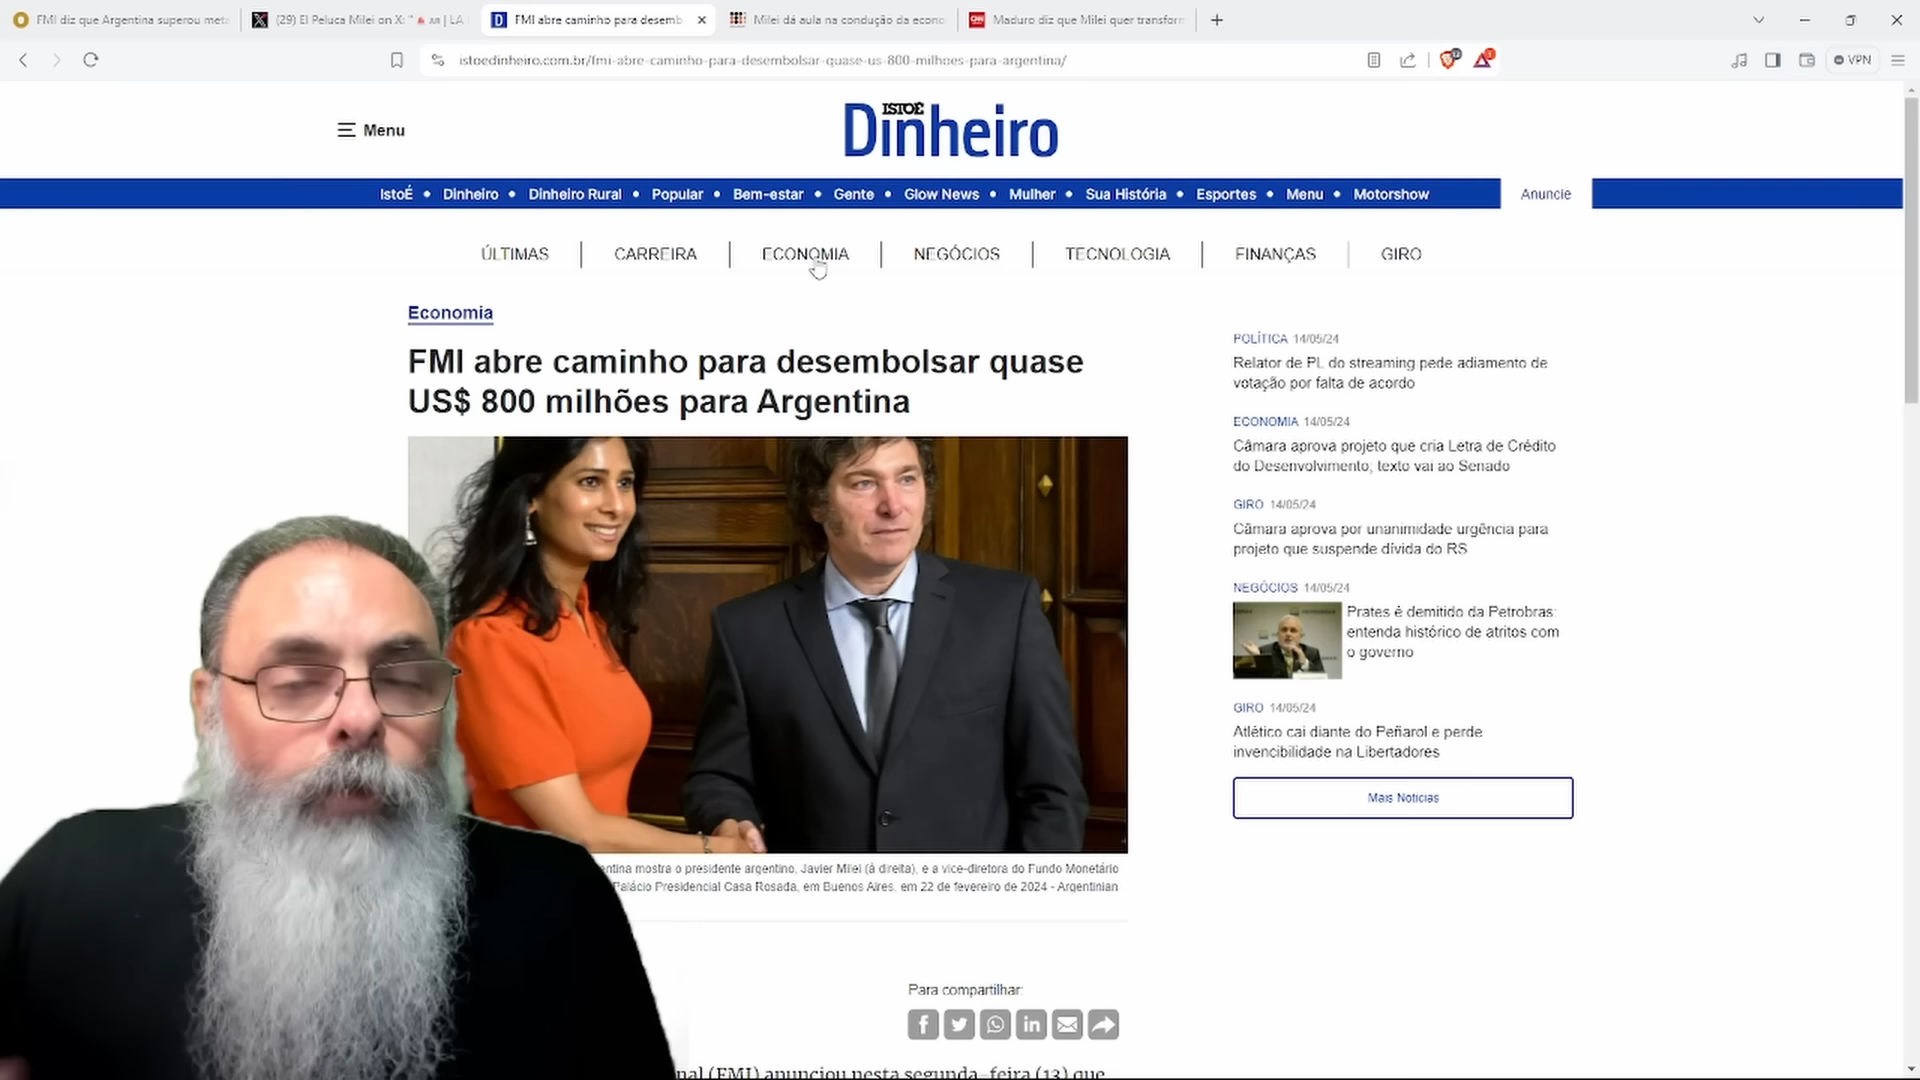 FMI diz que Argentina superou meta
(29) El Peluca Milei on X: " | LA
FMI abre caminho para desemb
Milei dá aula na condução da econo
Maduro diz que Milei quer transform
istoedinheiro.com.br/fmi-abre-caminho-para-desembolsar-quase-us-800-milhoes-para-argentina/
VPN
Menu
ISTOÉ
Dinheiro
IstoÉ • Dinheiro • Dinheiro Rural • Popular • Bem-estar • Gente • Glow News • Mulher • Sua História • Esportes • Menu • Motorshow
Anuncie
ÚLTIMAS | CARREIRA | ECONOMIA | NEGÓCIOS | TECNOLOGIA | FINANÇAS | GIRO
Economia
FMI abre caminho para desembolsar quase
US$ 800 milhões para Argentina
entina mostra o presidente argentino, Javier Milei (à direita), e a vice-diretora do Fundo Monetário
Palácio Presidencial Casa Rosada, em Buenos Aires, em 22 de fevereiro de 2024 - Argentinian
Para compartilhar:
nal (FMI) anunciou nesta segunda-feira (13) que
POLÍTICA 14/05/24
Relator de PL do streaming pede adiamento de
votação por falta de acordo
ECONOMIA 14/05/24
Câmara aprova projeto que cria Letra de Crédito
do Desenvolvimento; texto vai ao Senado
GIRO 14/05/24
Câmara aprova por unanimidade urgência para
projeto que suspende dívida do RS
NEGÓCIOS 14/05/24
Prates é demitido da Petrobras:
entenda histórico de atritos com
o governo
GIRO 14/05/24
Atlético cai diante do Peñarol e perde
invencibilidade na Libertadores
Mais Notícias